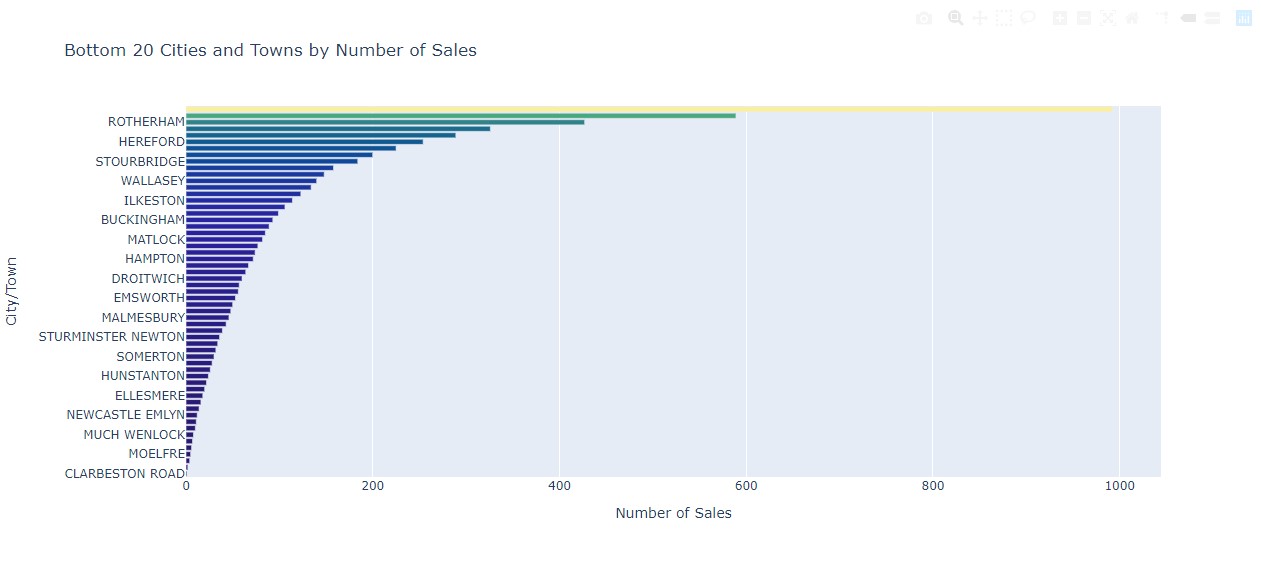 Bottom 20 Cities and Towns by Number of Sales
City/Town
ROTHERHAM
HEREFORD
STOURBRIDGE
WALLASEY
ILKESTON
BUCKINGHAM
MATLOCK
HAMPTON
DROITWICH
EMSWORTH
MALMESBURY
STURMINSTER NEWTON
SOMERTON
HUNSTANTON
ELLESMERE
NEWCASTLE EMLYN
MUCH WENLOCK
MOELFRE
CLARBESTON ROAD
0 200 400 600 800 1000
Number of Sales